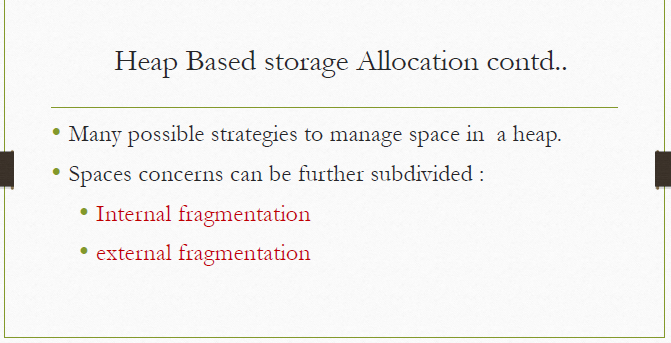 Heap Based storage Allocation contd..
• Many possible strategies to manage space in  a heap.
• Spaces concerns can be further subdivided :
• Internal fragmentation
• external fragmentation